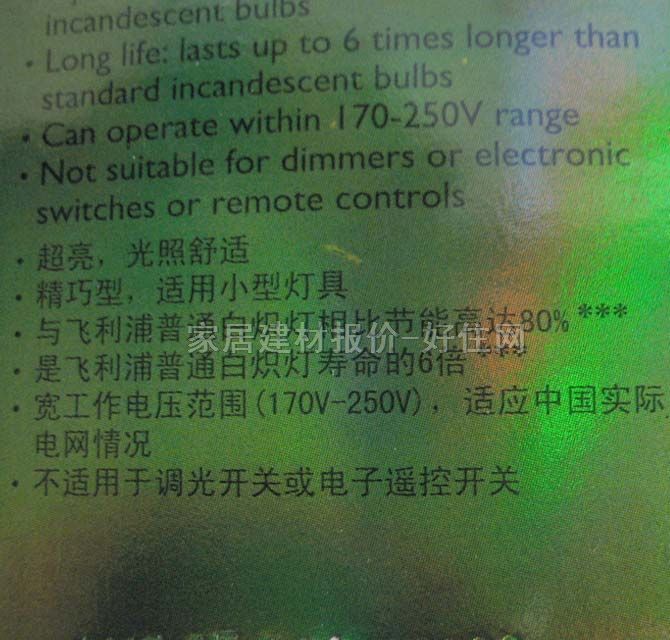 incandescent bulbs
· Long life: lasts up to 6 times longer than
standard incandescent bulbs
· Can operate within 170-250V range
· Not suitable for dimmers or electronic
switches or remote controls
· 超亮，光照舒适
· 精巧型，适用小型灯具
· 与飞利浦普通白炽灯相比节能高达80%***
家居建材报价-好住网
· 是飞利浦普通白炽灯寿命的6倍***
· 宽工作电压范围(170V-250V)，适应中国实际
电网情况
· 不适用于调光开关或电子遥控开关